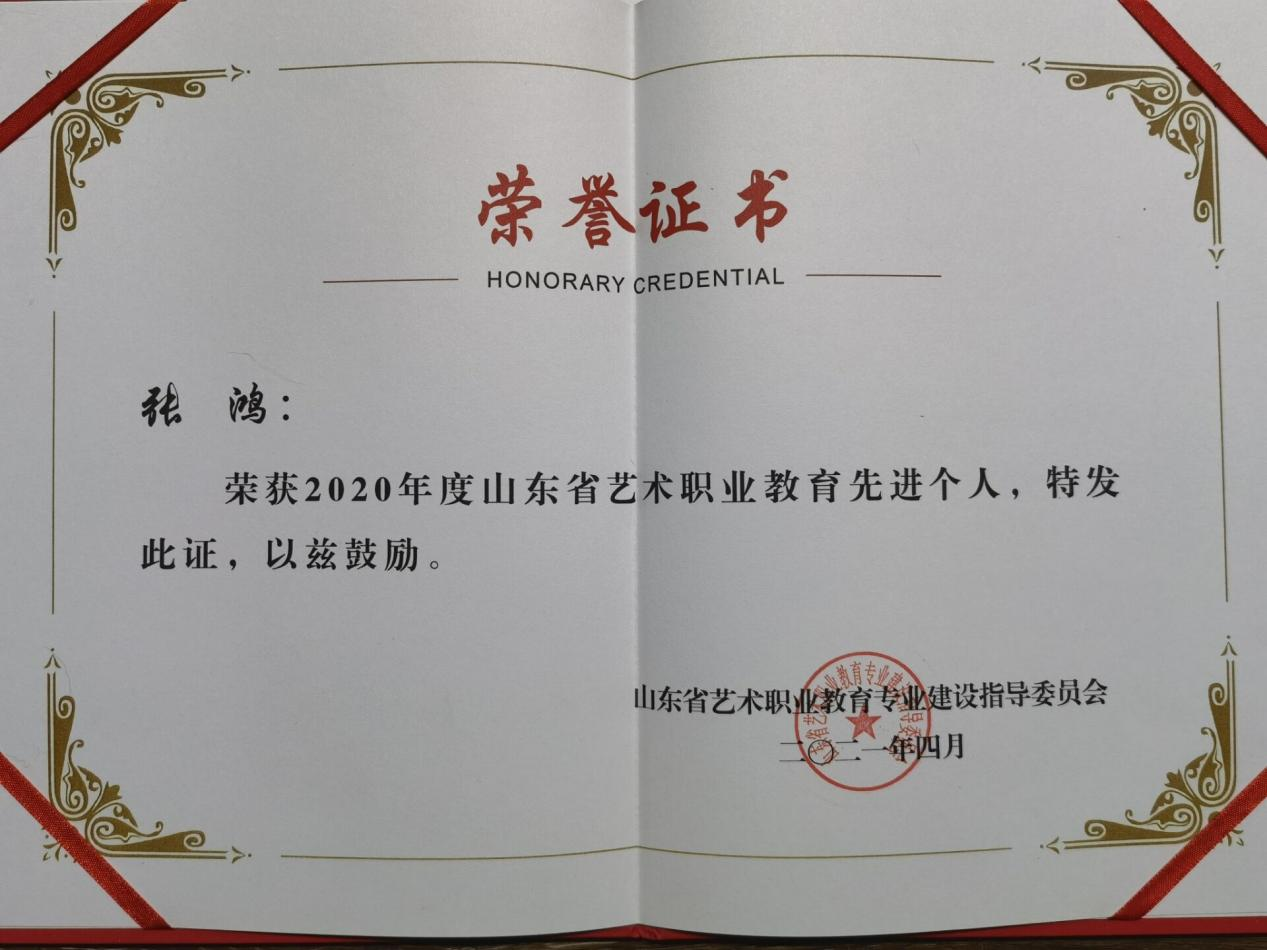 荣誉证书
HONORARY CREDENTIAL
张 鸿：
荣获2020年度山东省艺术职业教育先进个人，特发
此证，以兹鼓励。
山东省艺术职业教育专业建设指导委员会
二〇二一年四月